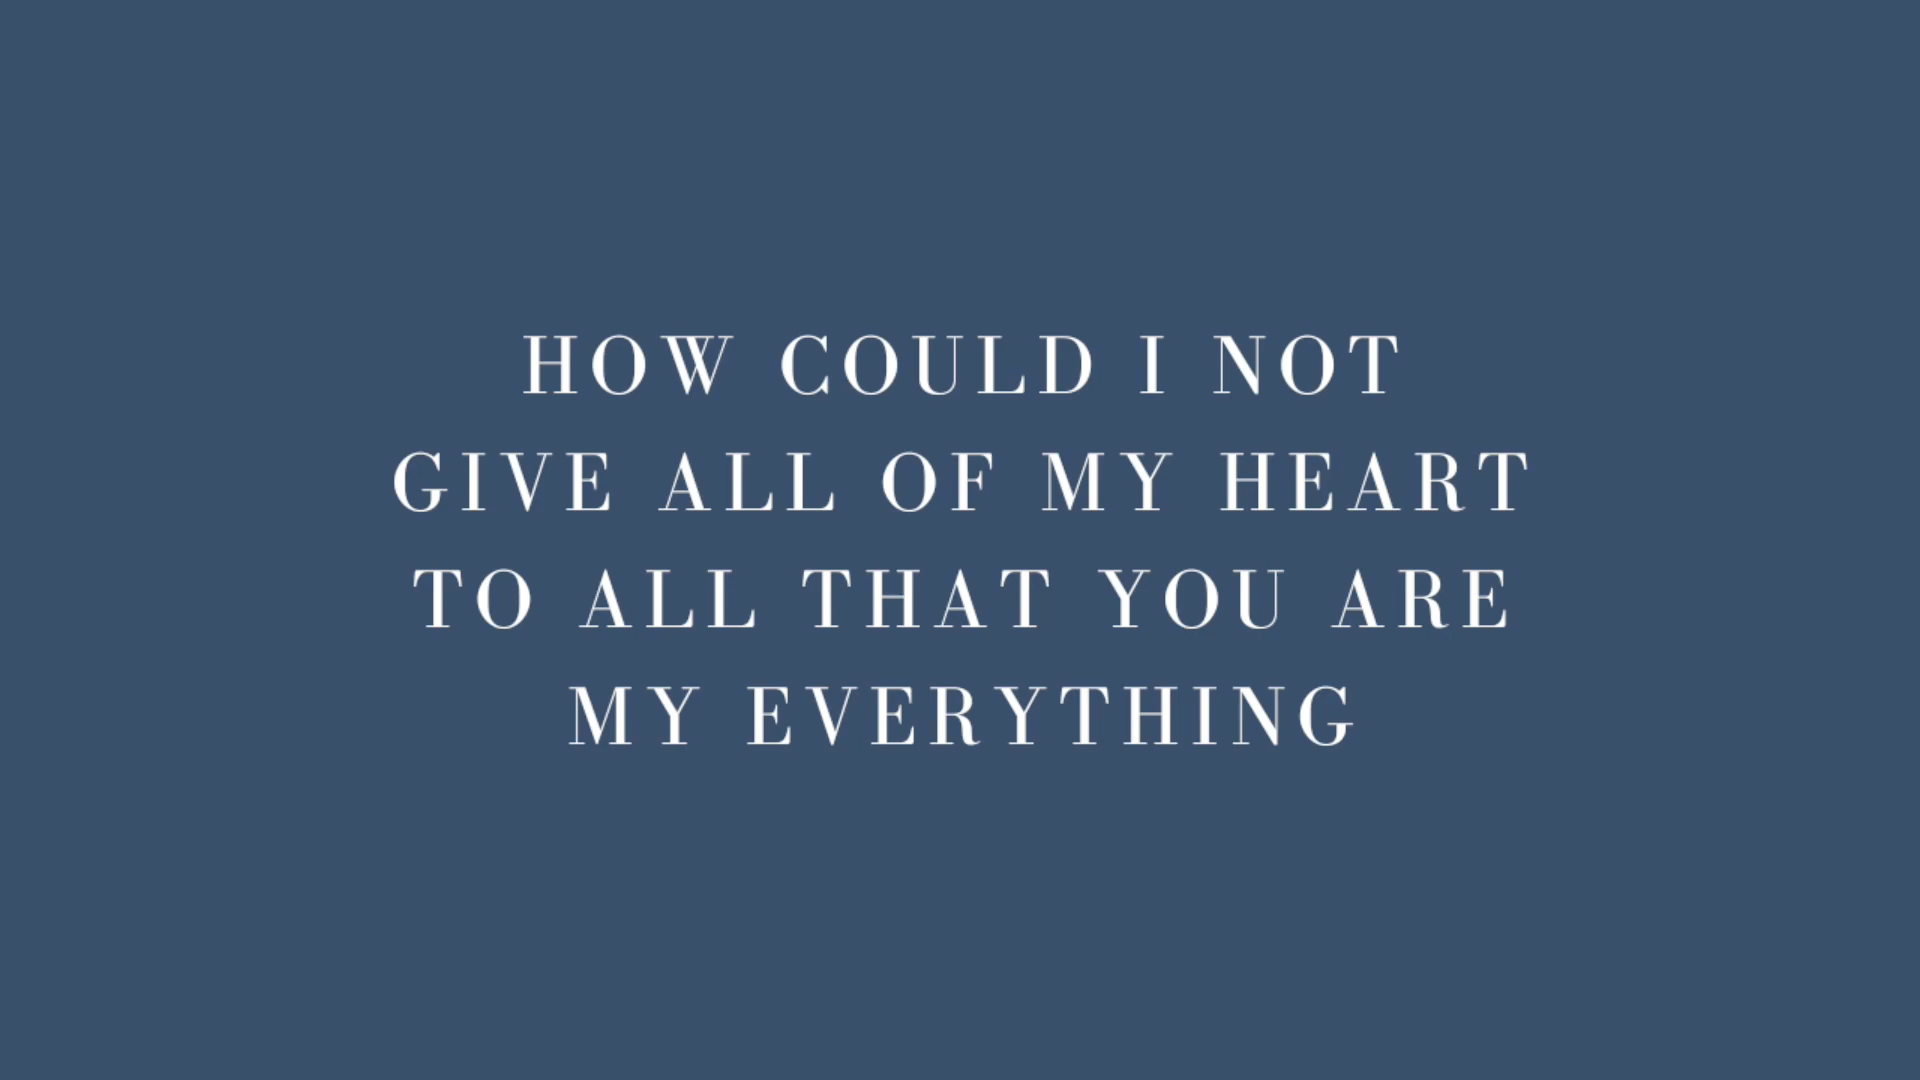 HOW COULD I NOT
GIVE ALL OF MY HEART
TO ALL THAT YOU ARE
MY EVERYTHING